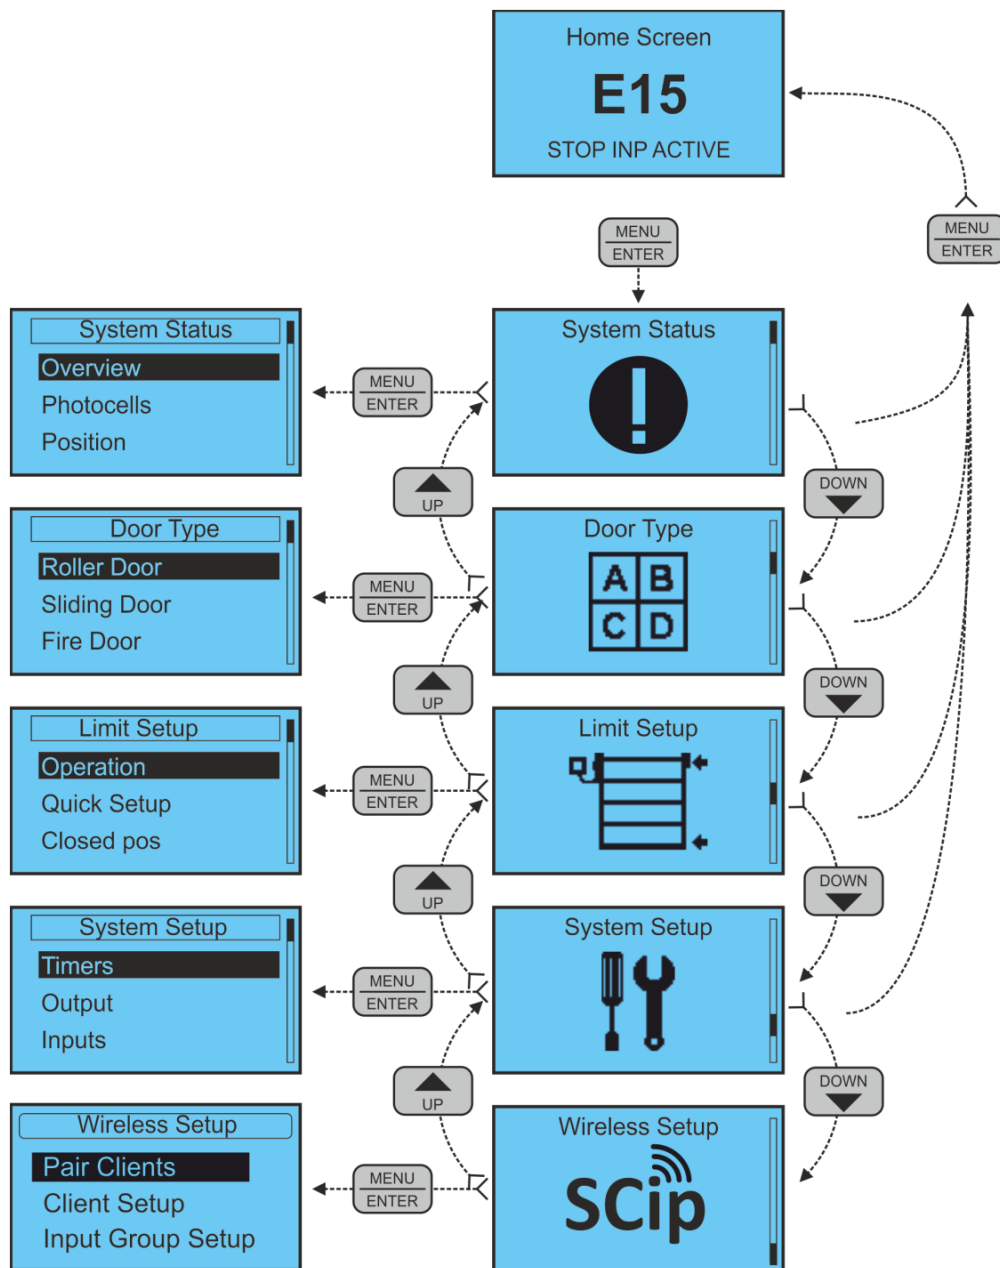 Home Screen
E15
STOP INP ACTIVE
MENU
ENTER
MENU
ENTER
System Status
Overview
Photocells
Position
MENU
ENTER
System Status
UP
DOWN
Door Type
Roller Door
Sliding Door
Fire Door
MENU
ENTER
Door Type
A B
C D
UP
DOWN
Limit Setup
Operation
Quick Setup
Closed pos
MENU
ENTER
Limit Setup
UP
DOWN
System Setup
Timers
Output
Inputs
MENU
ENTER
System Setup
UP
DOWN
Wireless Setup
Pair Clients
Client Setup
Input Group Setup
MENU
ENTER
Wireless Setup
SCip